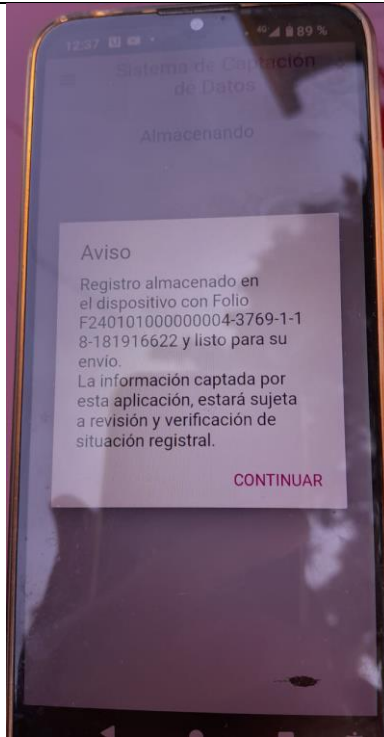 12:37
4G 89 %
Sistema de Captación
de Datos
Almacenando
Aviso
Registro almacenado en
el dispositivo con Folio
F240101000000004-3769-1-1
8-181916622 y listo para su
envío.
La información captada por
esta aplicación, estará sujeta
a revisión y verificación de
situación registral.
CONTINUAR